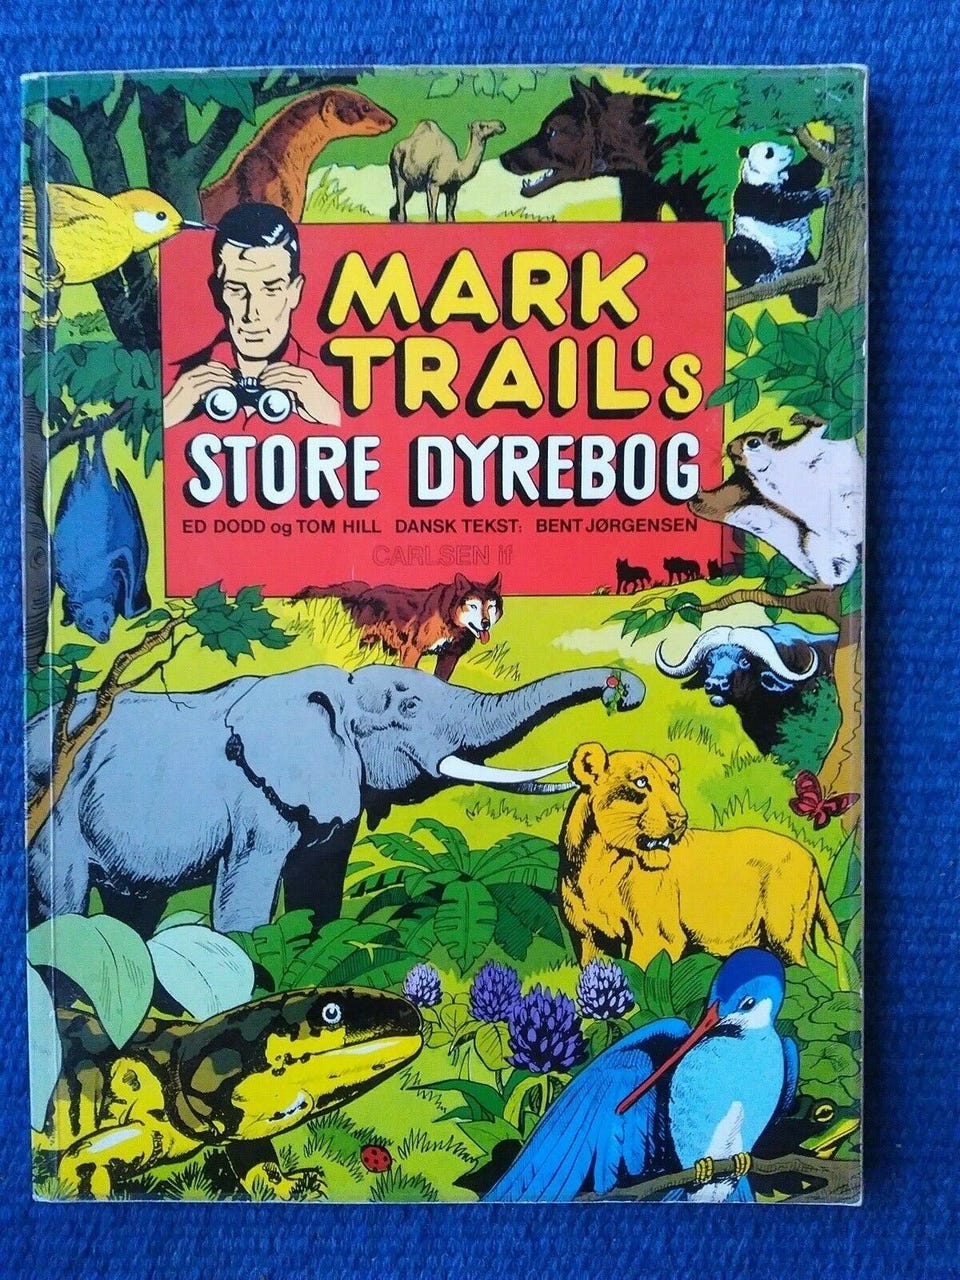 MARK
TRAIL's
STORE DYREBOG
ED DODD og TOM HILL DANSK TEKST: BENT JØRGENSEN
CARLSEN if